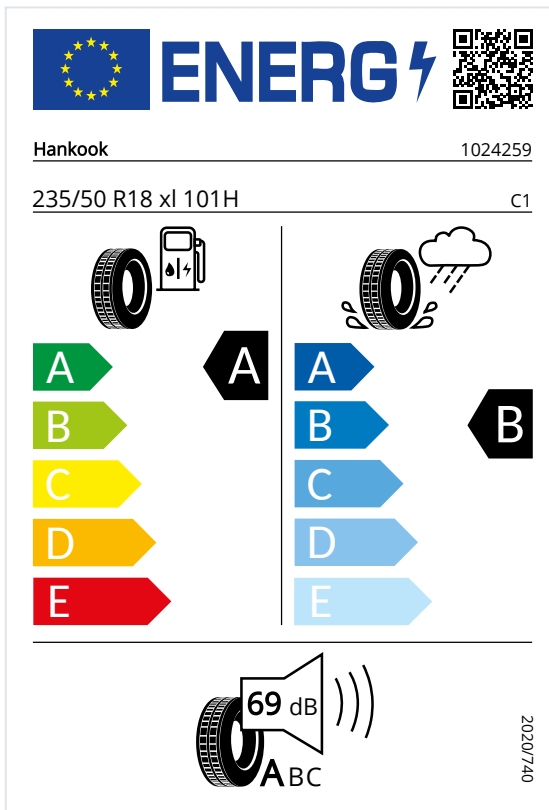 ENERG
Hankook 1024259
235/50 R18 xl 101H C1
A A A
B B B
C C
D D
E E
69 dB
ABC
2020/740